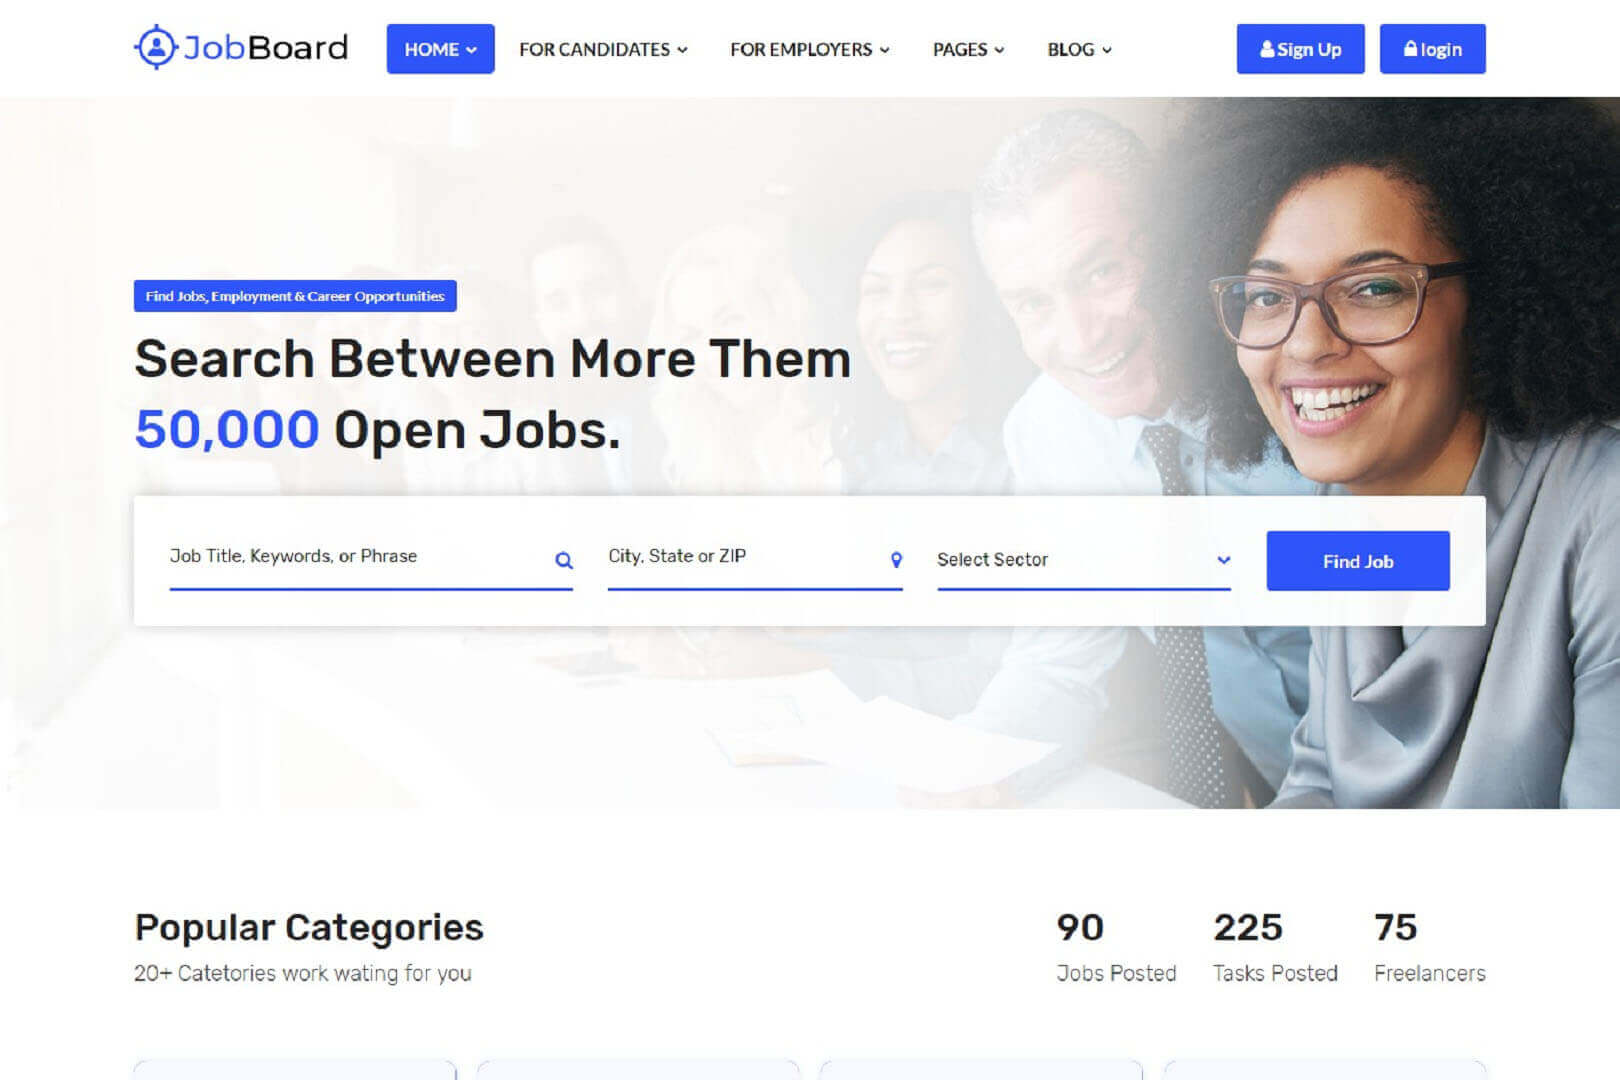 JobBoard
HOME
FOR CANDIDATES
FOR EMPLOYERS
PAGES
BLOG
Sign Up
login
Find Jobs, Employment & Career Opportunities
Search Between More Them
50,000 Open Jobs.
Job Title, Keywords, or Phrase
City, State or ZIP
Select Sector
Find Job
Popular Categories
20+ Catetories work wating for you
90
Jobs Posted
225
Tasks Posted
75
Freelancers